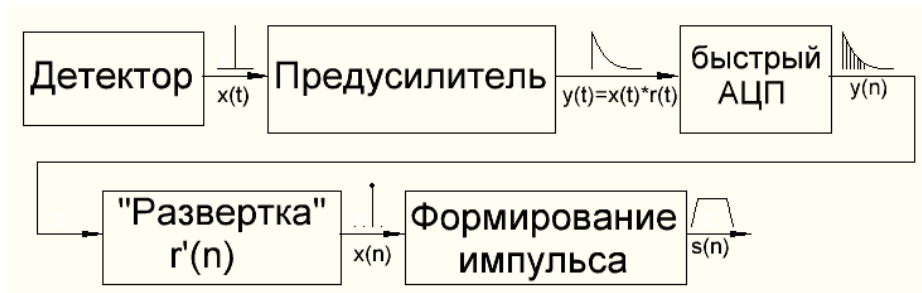 Детектор
x(t)
Предусилитель
y(t)=x(t)*r(t)
быстрый
АЦП
y(n)
"Развертка"
r'(n)
x(n)
Формирование
импульса
s(n)